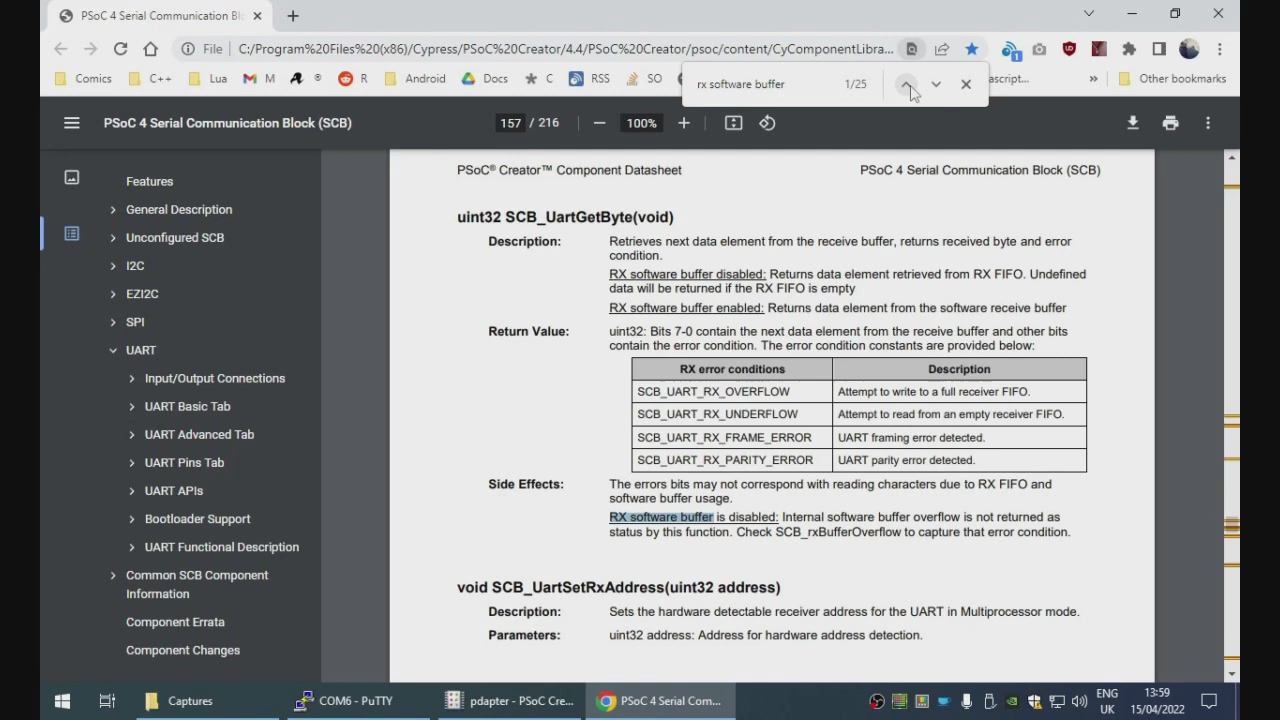 PSoC 4 Serial Communication Bl
File
C:/Program%20Files%20(x86)/Cypress/PSoC%20Creator/4.4/PSoC%20Creator/psoc/content/CyComponentLibra...
1
Comics
C++
Lua
M
R
Android
Docs
C
RSS
SO
ascript...
»
Other bookmarks
rx software buffer
1/25
PSoC 4 Serial Communication Block (SCB)
157 / 216
100%
Features
General Description
Unconfigured SCB
I2C
EZI2C
SPI
UART
Input/Output Connections
UART Basic Tab
UART Advanced Tab
UART Pins Tab
UART APIs
Bootloader Support
UART Functional Description
Common SCB Component
Information
Component Errata
Component Changes
PSoC® Creator™ Component Datasheet
PSoC 4 Serial Communication Block (SCB)
uint32 SCB_UartGetByte(void)
Description: Retrieves next data element from the receive buffer, returns received byte and error
condition.
RX software buffer disabled: Returns data element retrieved from RX FIFO. Undefined
data will be returned if the RX FIFO is empty
RX software buffer enabled: Returns data element from the software receive buffer
Return Value: uint32: Bits 7-0 contain the next data element from the receive buffer and other bits
contain the error condition. The error condition constants are provided below:
RX error conditions Description
SCB_UART_RX_OVERFLOW Attempt to write to a full receiver FIFO.
SCB_UART_RX_UNDERFLOW Attempt to read from an empty receiver FIFO.
SCB_UART_RX_FRAME_ERROR UART framing error detected.
SCB_UART_RX_PARITY_ERROR UART parity error detected.
Side Effects: The errors bits may not correspond with reading characters due to RX FIFO and
software buffer usage.
RX software buffer is disabled: Internal software buffer overflow is not returned as
status by this function. Check SCB_rxBufferOverflow to capture that error condition.
void SCB_UartSetRxAddress(uint32 address)
Description: Sets the hardware detectable receiver address for the UART in Multiprocessor mode.
Parameters: uint32 address: Address for hardware address detection.
Captures
COM6 - PuTTY
pdapter - PSoC Cre...
PSoC 4 Serial Com...
ENG
UK
13:59
15/04/2022